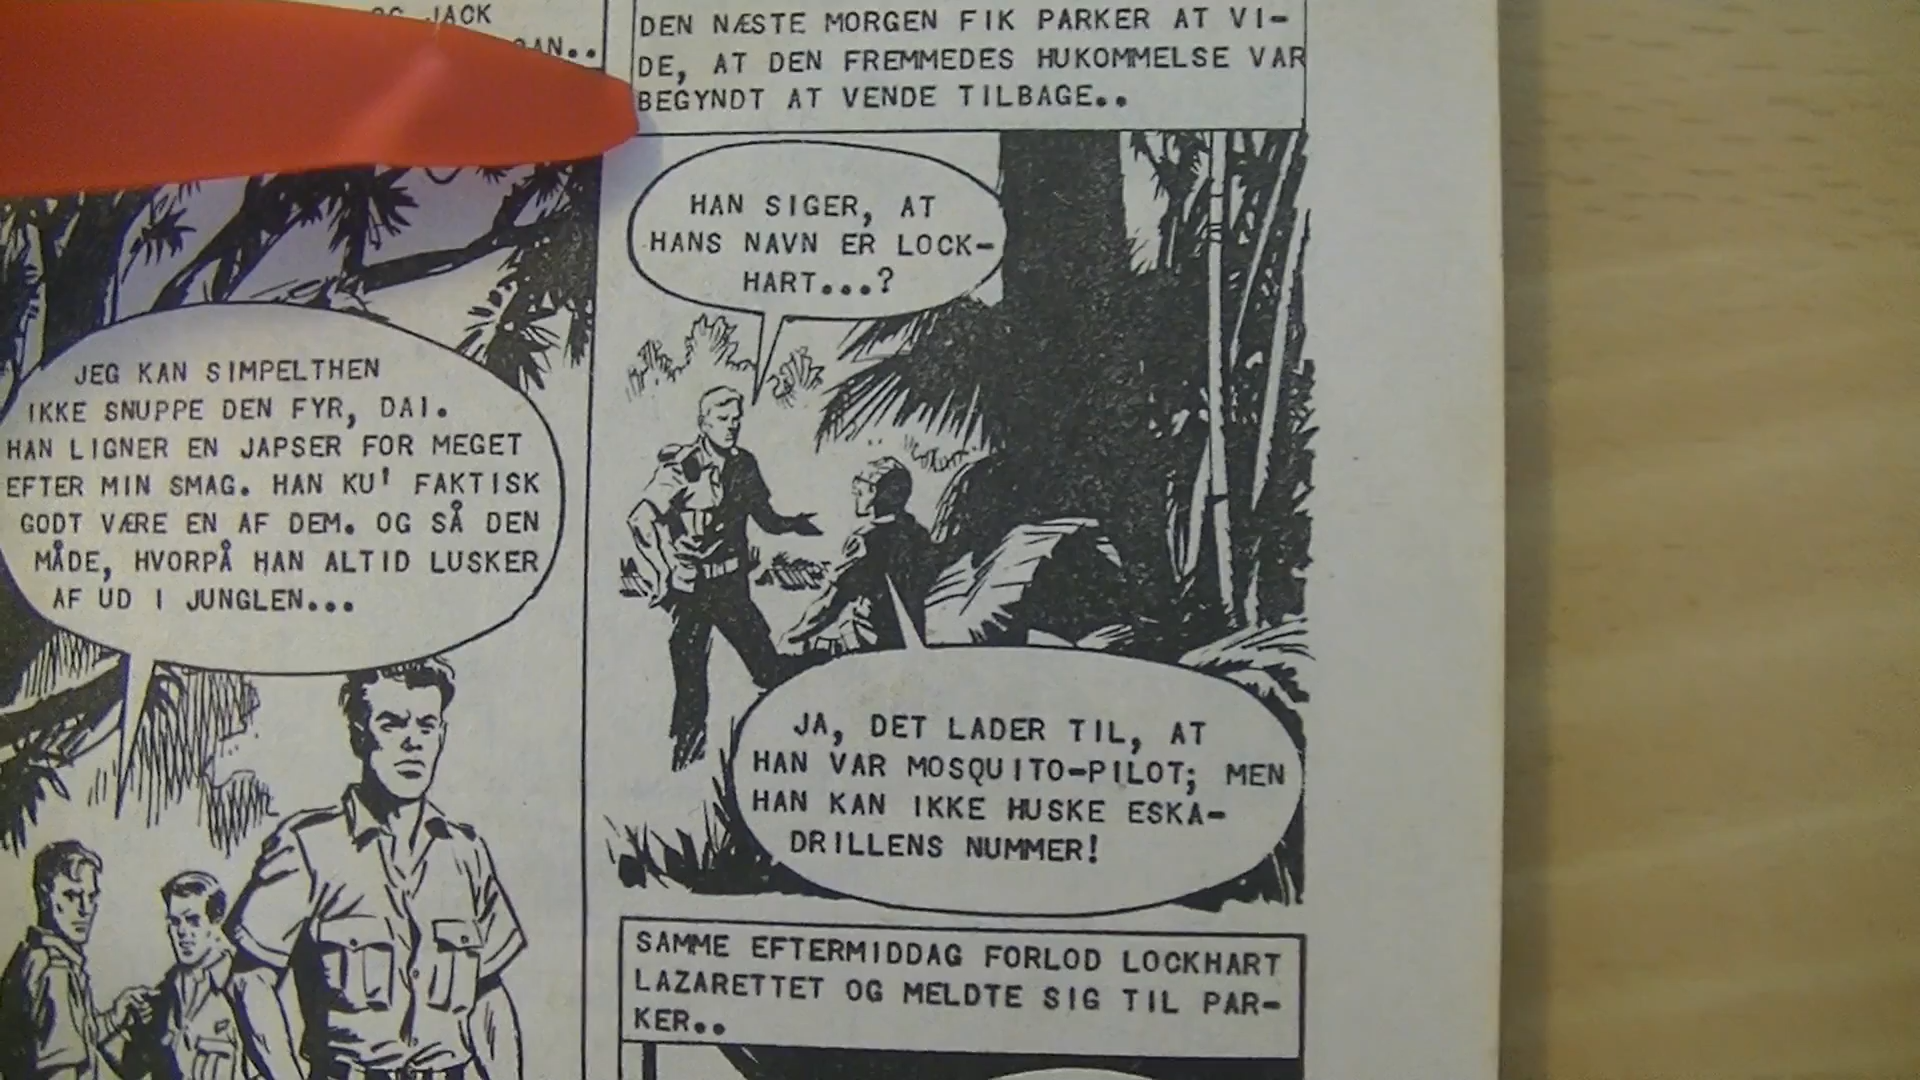 OG JACK
JEG KAN SIMPELTHEN
IKKE SNUPPE DEN FYR, DAI.
HAN LIGNER EN JAPSER FOR MEGET
EFTER MIN SMAG. HAN KU' FAKTISK
GODT VÆRE EN AF DEM. OG SÅ DEN
MÅDE, HVORPÅ HAN ALTID LUSKER
AF UD I JUNGLEN...
DEN NÆSTE MORGEN FIK PARKER AT VI-
DE, AT DEN FREMMEDES HUKOMMELSE VAR
BEGYNDT AT VENDE TILBAGE..
HAN SIGER, AT
HANS NAVN ER LOCK-
HART...?
JA, DET LADER TIL, AT
HAN VAR MOSQUITO-PILOT; MEN
HAN KAN IKKE HUSKE ESKA-
DRILLENS NUMMER!
SAMME EFTERMIDDAG FORLOD LOCKHART
LAZARETTET OG MELDTE SIG TIL PAR-
KER..